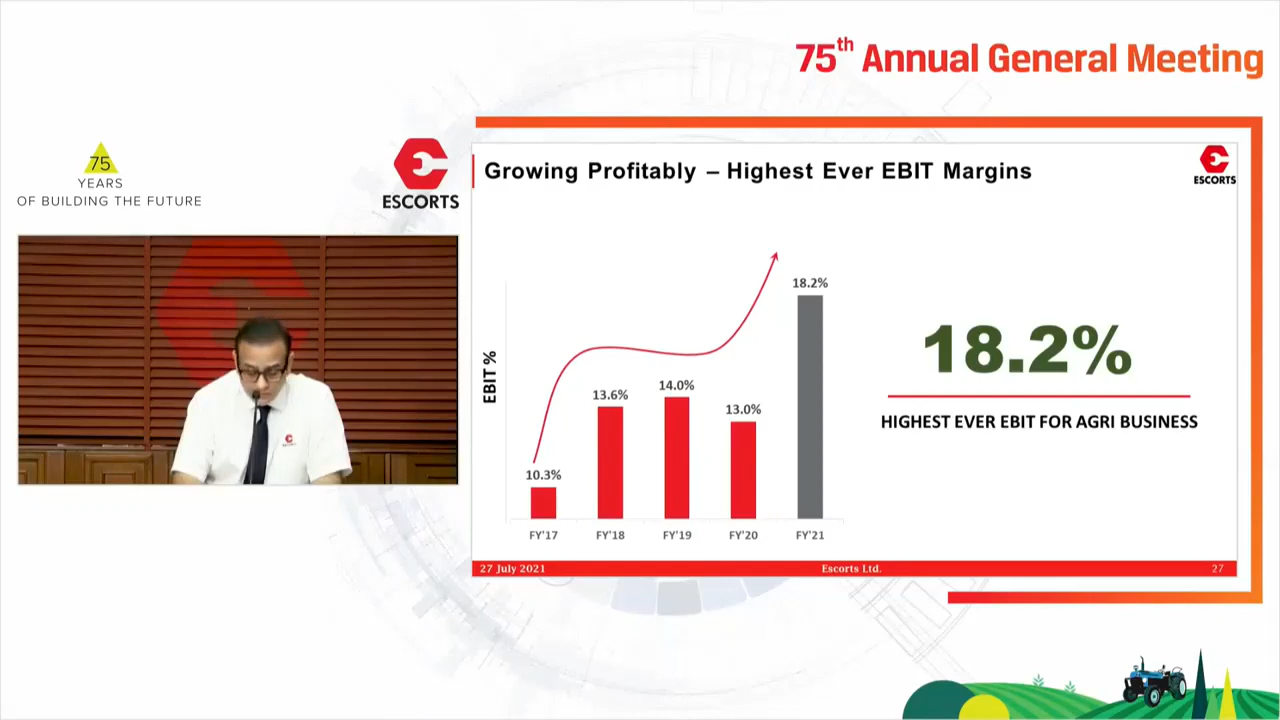 75th Annual General Meeting
75
YEARS
OF BUILDING THE FUTURE
ESCORTS
Growing Profitably – Highest Ever EBIT Margins
ESCORTS
EBIT %
10.3%
13.6%
14.0%
13.0%
18.2%
FY'17
FY'18
FY'19
FY'20
FY'21
18.2%
HIGHEST EVER EBIT FOR AGRI BUSINESS
27 July 2021
Escorts Ltd.
27